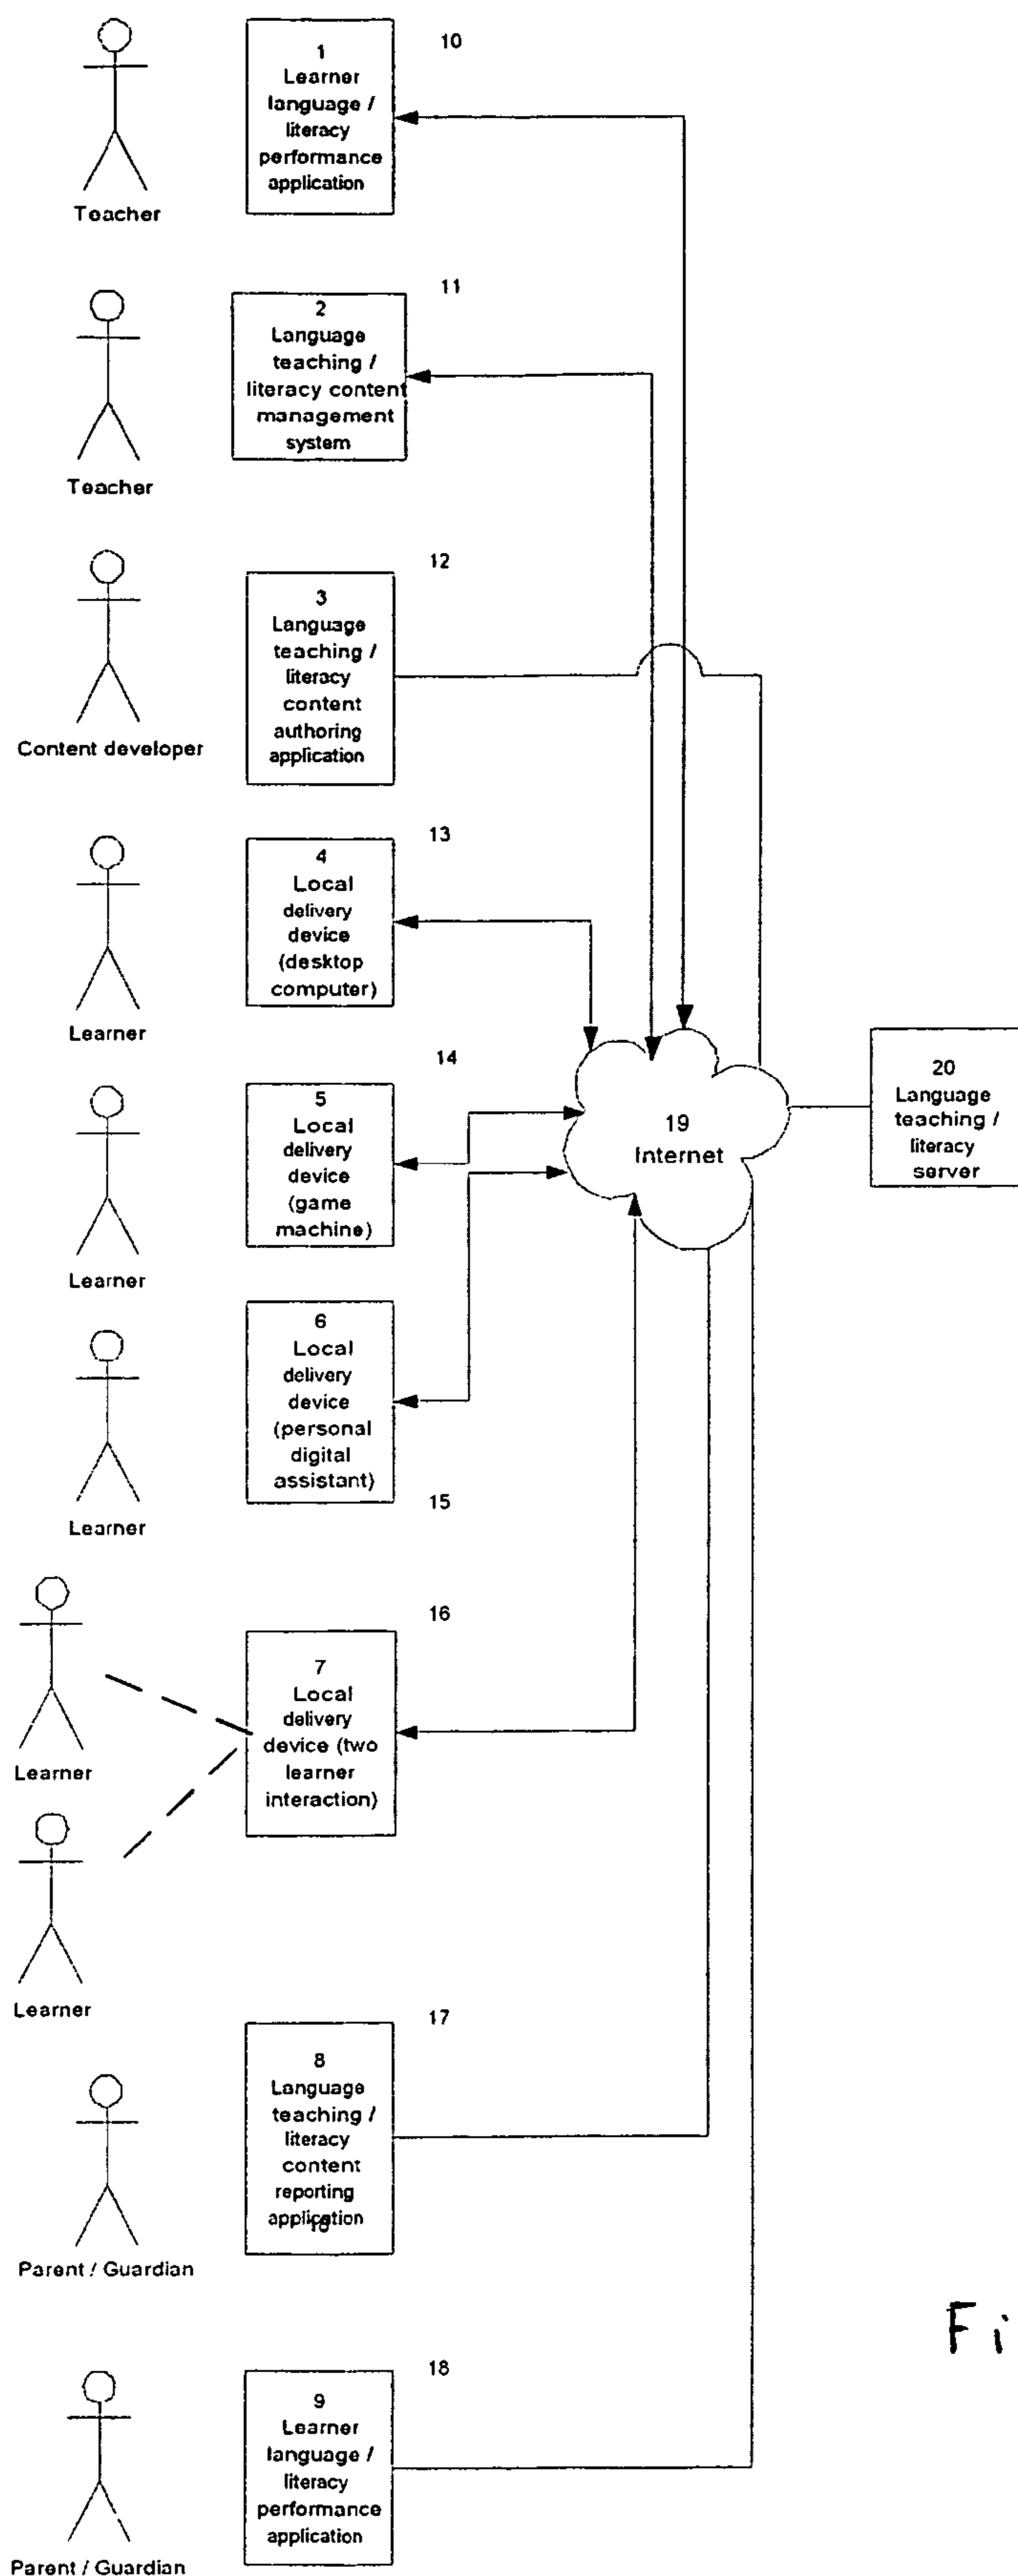 10
1
Learner
language /
literacy
performance
application
Teacher
11
2
Language
teaching /
literacy content
management
system
Teacher
12
3
Language
teaching /
literacy
content
authoring
application
Content developer
13
4
Local
delivery
device
(desktop
computer)
Learner
14
5
Local
delivery
device
(game
machine)
Learner
19
Internet
20
Language
teaching /
literacy
server
6
Local
delivery
device
(personal
digital
assistant)
15
Learner
16
7
Local
delivery
device (two
learner
interaction)
Learner
Learner
17
8
Language
teaching /
literacy
content
reporting
application
Parent / Guardian
Fi
18
9
Learner
language /
literacy
performance
application
Parent / Guardian